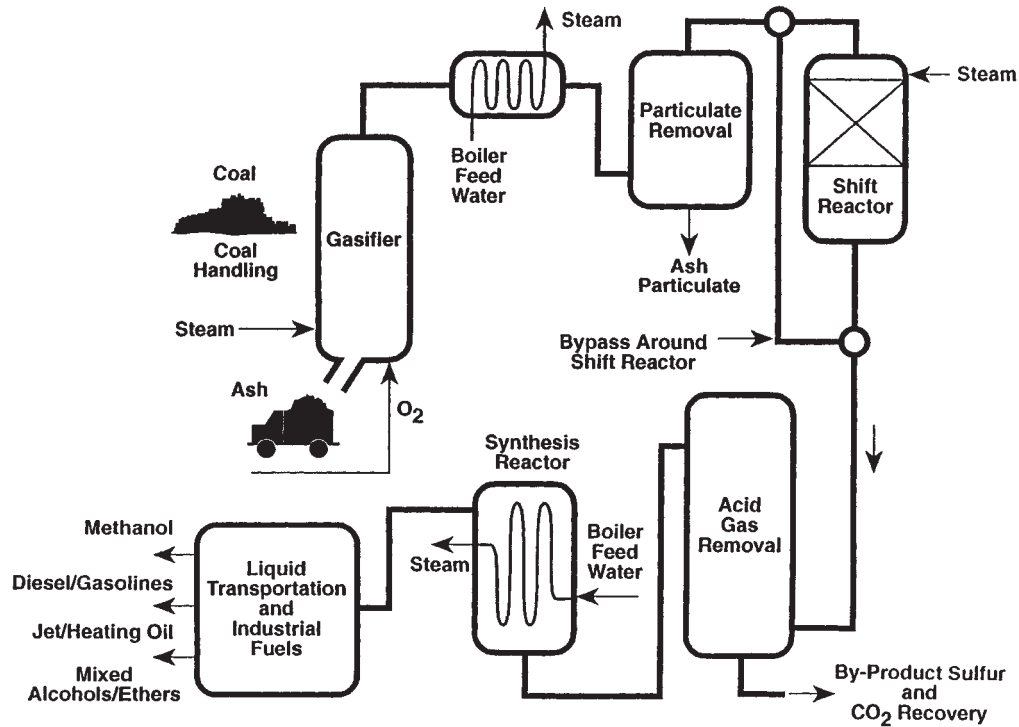 Steam
Boiler
Feed
Water
Particulate
Removal
Steam
Shift
Reactor
Coal
Coal
Handling
Gasifier
Ash
Particulate
Steam
Bypass Around
Shift Reactor
Ash
O2
Synthesis
Reactor
Boiler
Feed
Water
Steam
Acid
Gas
Removal
Methanol
Diesel/Gasolines
Jet/Heating Oil
Mixed
Alcohols/Ethers
Liquid
Transportation
and
Industrial
Fuels
By-Product Sulfur
and
CO2 Recovery